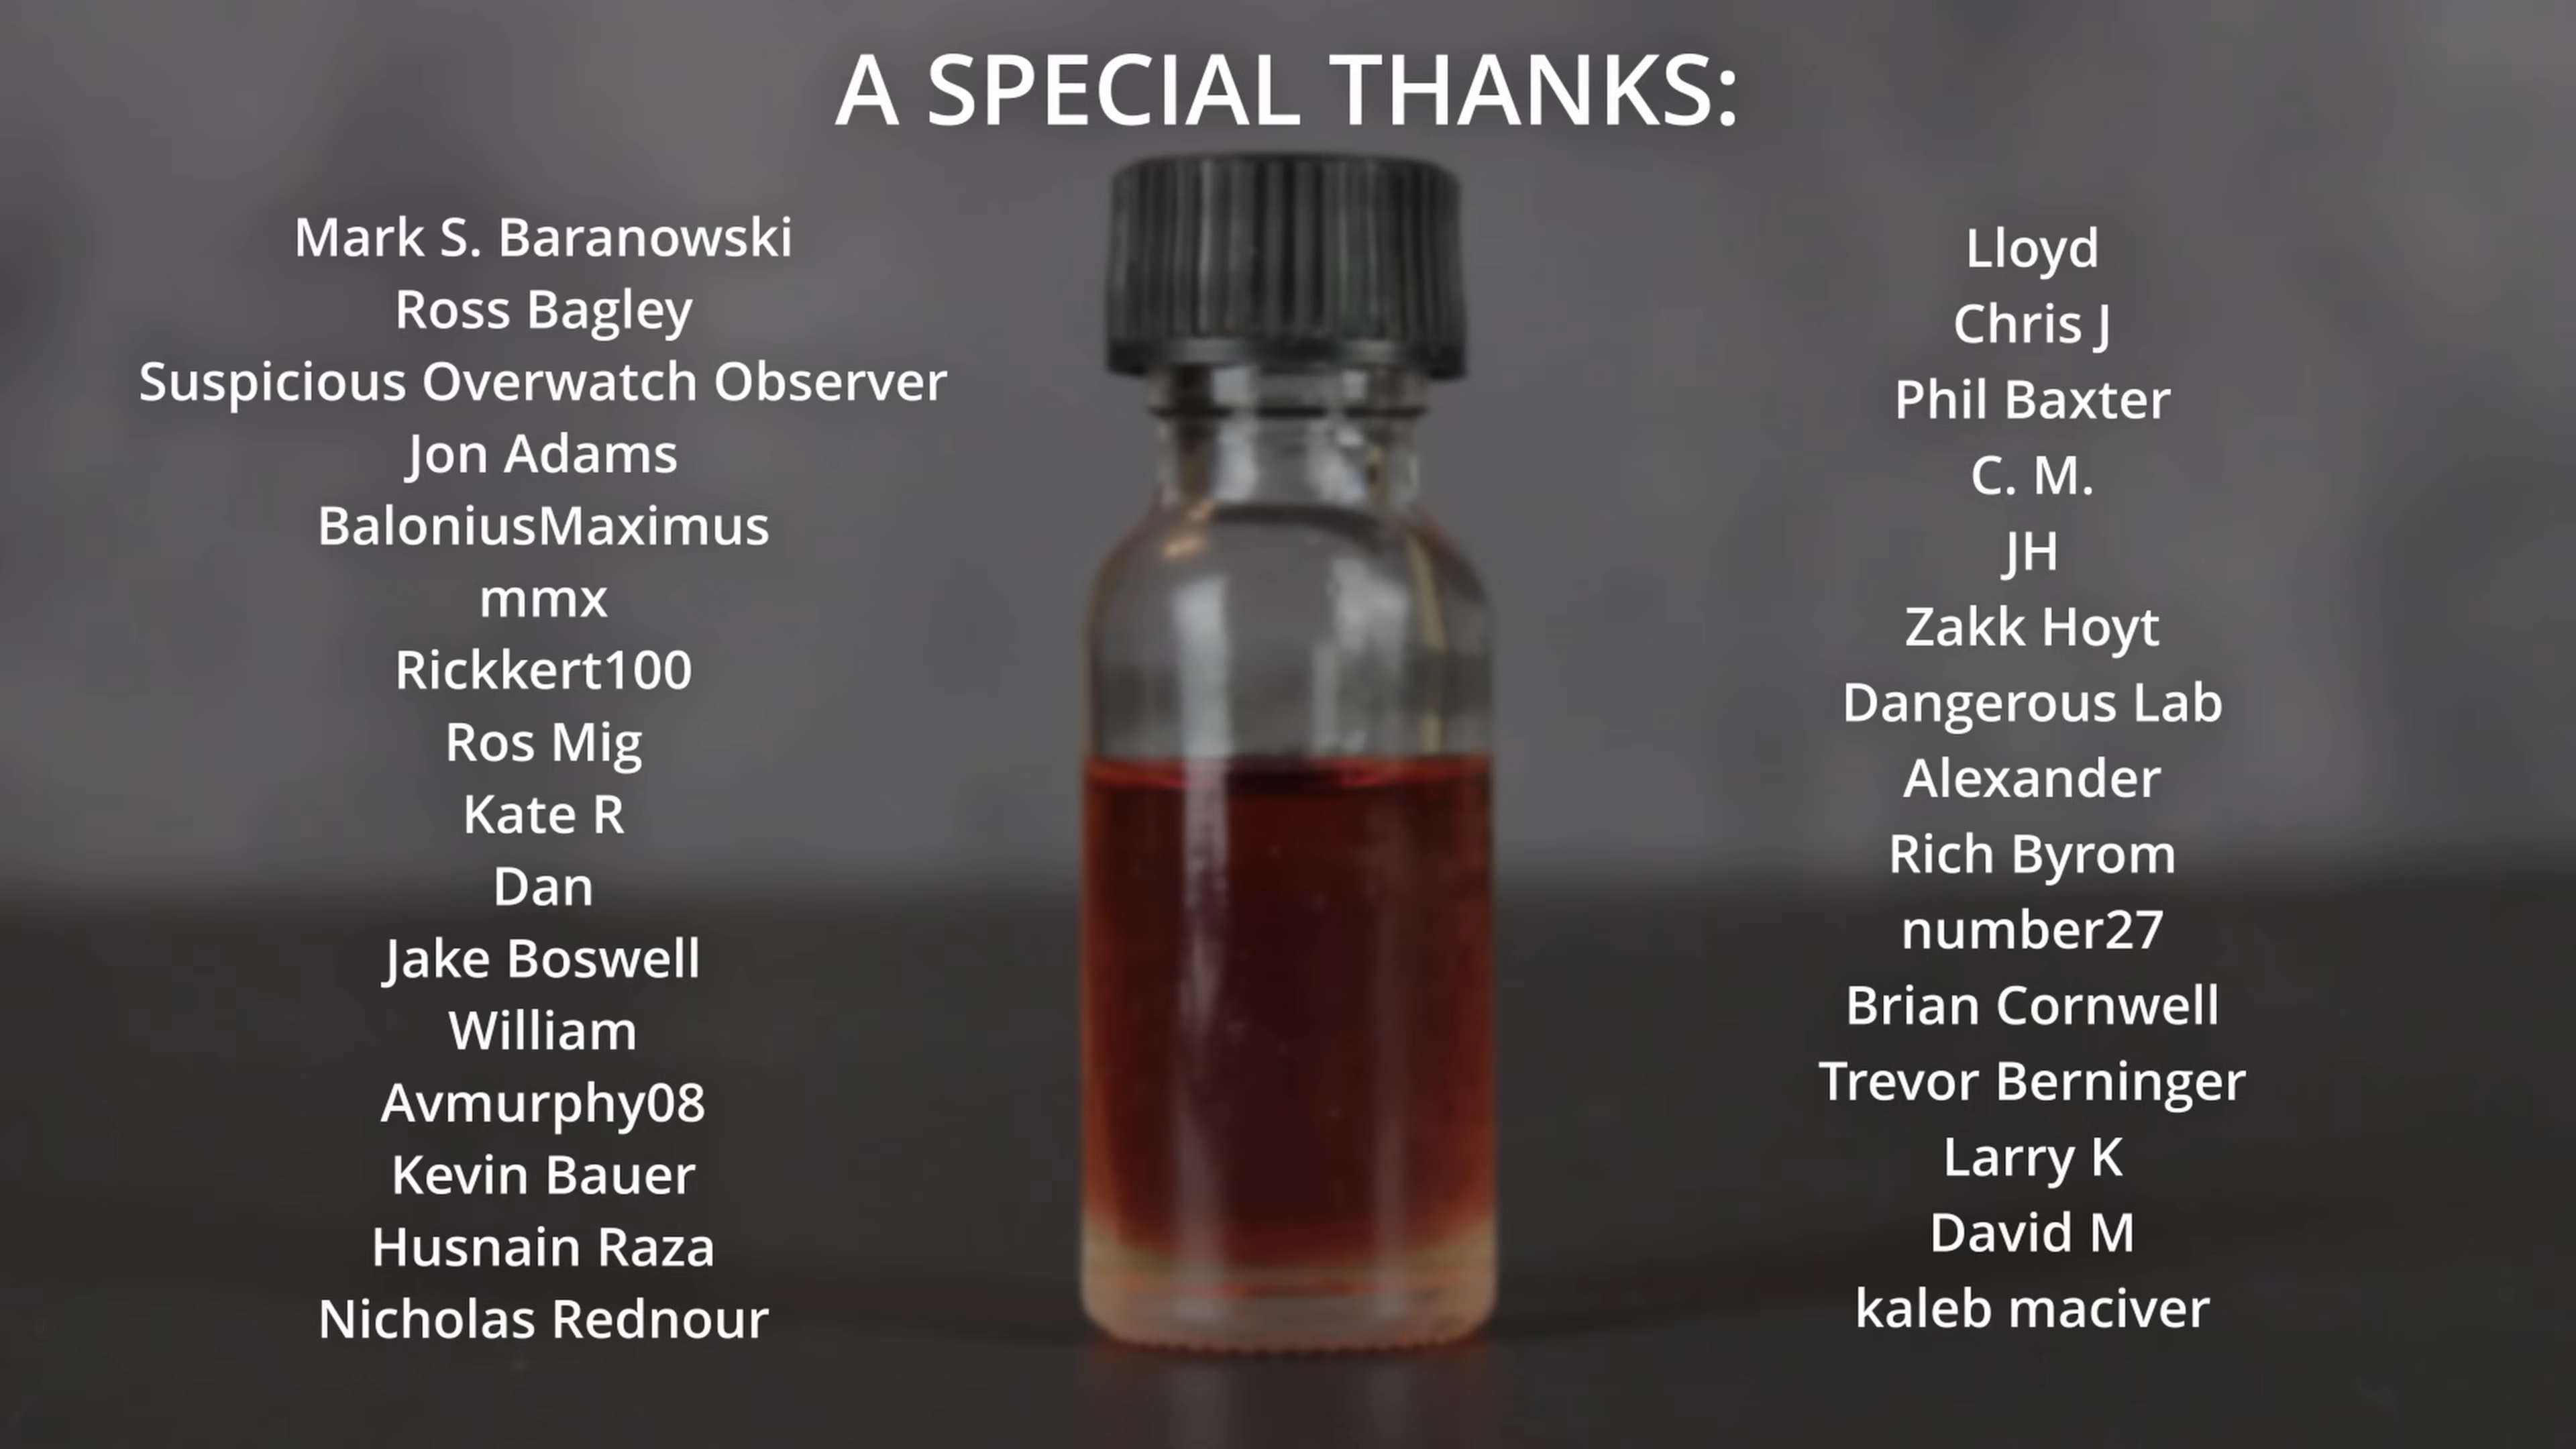 A SPECIAL THANKS:
Mark S. Baranowski
Ross Bagley
Suspicious Overwatch Observer
Jon Adams
BaloniusMaximus
mmx
Rickkert100
Ros Mig
Kate R
Dan
Jake Boswell
William
Avmurphy08
Kevin Bauer
Husnain Raza
Nicholas Rednour
Lloyd
Chris J
Phil Baxter
C. M.
JH
Zakk Hoyt
Dangerous Lab
Alexander
Rich Byrom
number27
Brian Cornwell
Trevor Berninger
Larry K
David M
kaleb maciver